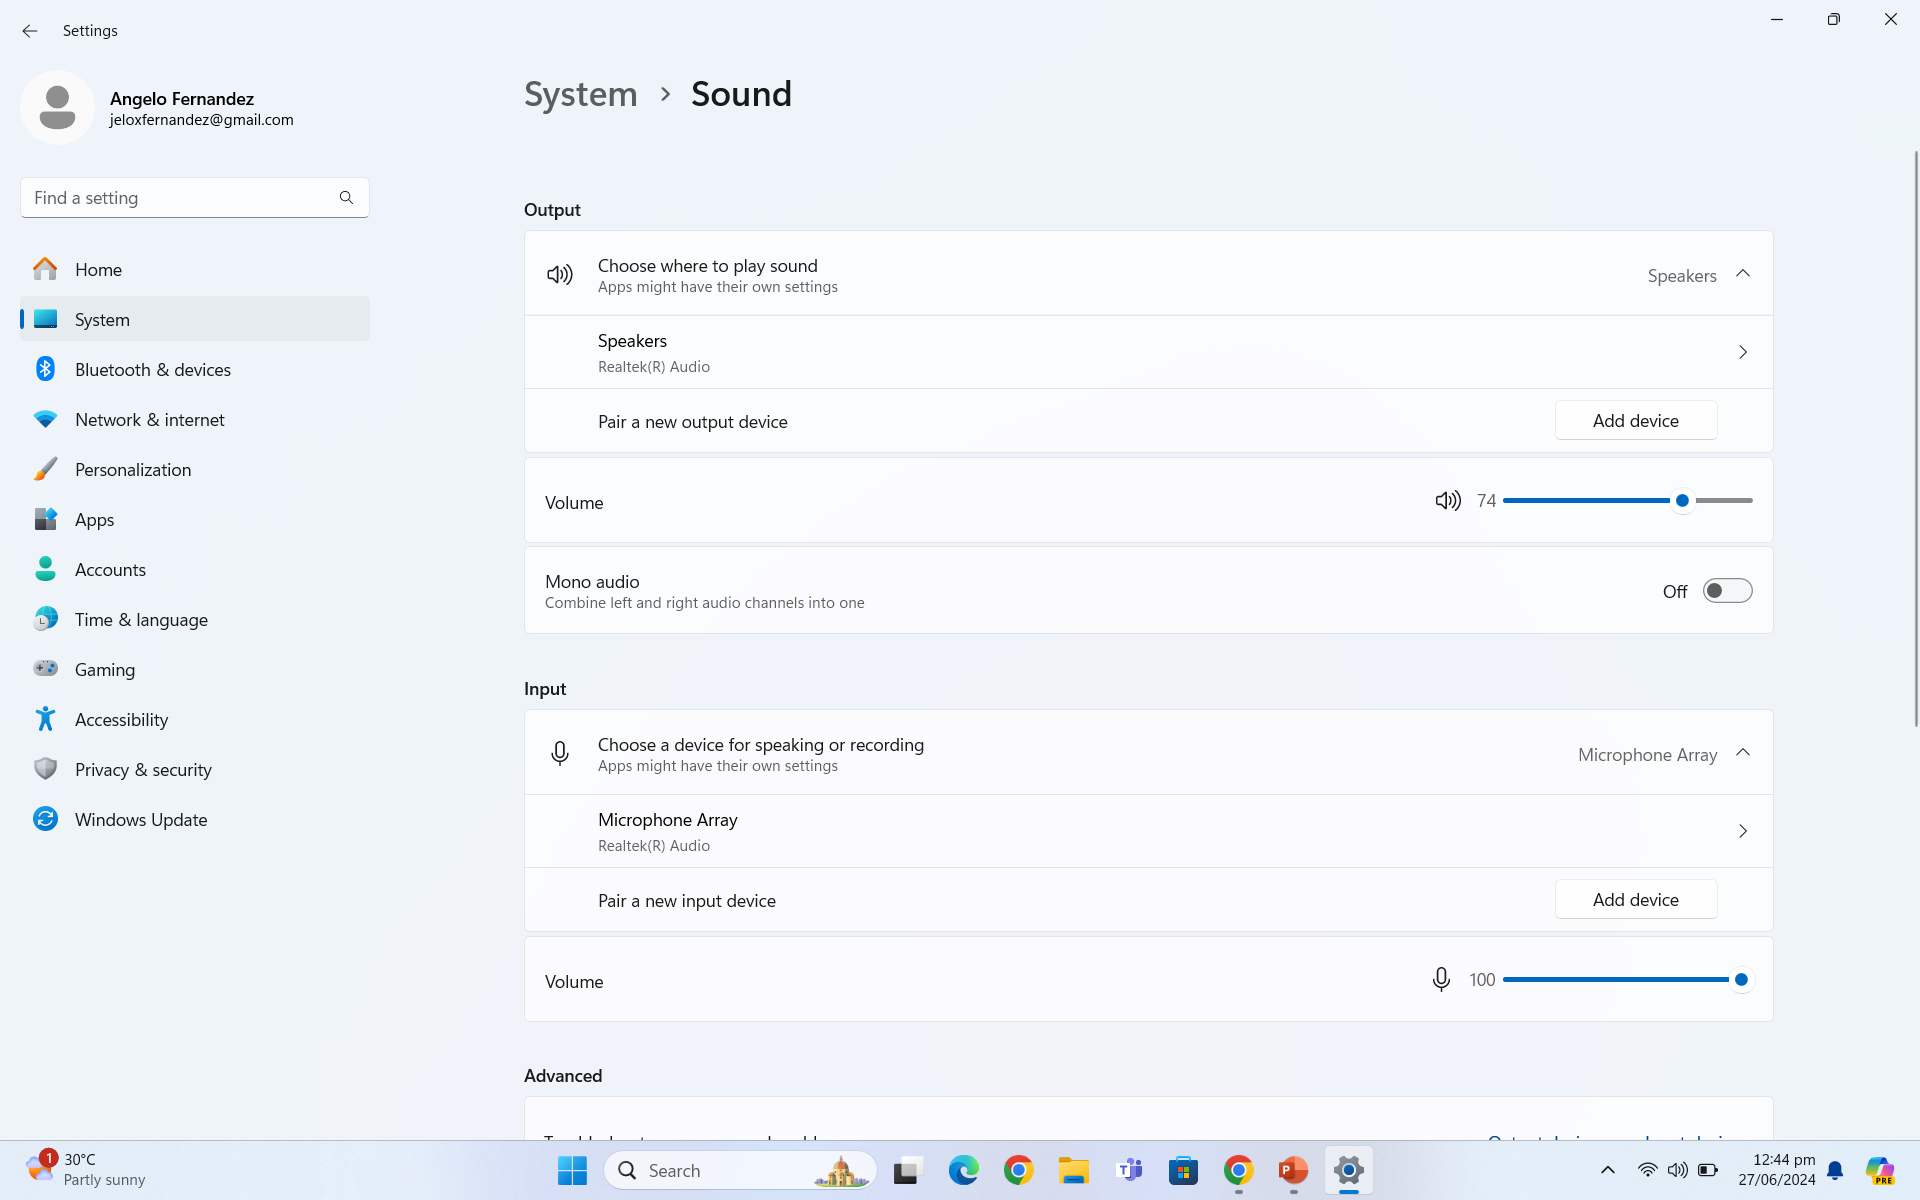 Settings
Angelo Fernandez
jeloxfernandez@gmail.com
Find a setting
Home
System
Bluetooth & devices
Network & internet
Personalization
Apps
Accounts
Time & language
Gaming
Accessibility
Privacy & security
Windows Update
System > Sound
Output
Choose where to play sound
Apps might have their own settings
Speakers
Speakers
Realtek(R) Audio
Pair a new output device
Add device
Volume
74
Mono audio
Combine left and right audio channels into one
Off
Input
Choose a device for speaking or recording
Apps might have their own settings
Microphone Array
Microphone Array
Realtek(R) Audio
Pair a new input device
Add device
Volume
100
Advanced
1
30°C
Partly sunny
Search
12:44 pm
27/06/2024
PRE